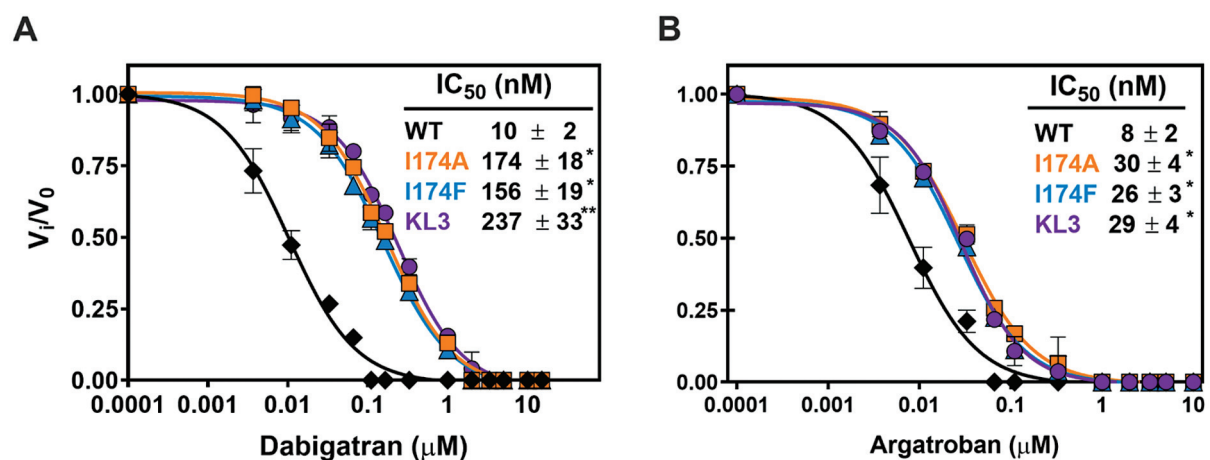 A
IC50 (nM)
WT 10 ± 2
I174A 174 ± 18*
I174F 156 ± 19*
KL3 237 ± 33**
1.00
0.75
0.50
0.25
0.00
Vi/V0
0.0001 0.001 0.01 0.1 1 10
Dabigatran (μM)
B
IC50 (nM)
WT 8 ± 2
I174A 30 ± 4*
I174F 26 ± 3*
KL3 29 ± 4*
1.00
0.75
0.50
0.25
0.00
0.0001 0.001 0.01 0.1 1 10
Argatroban (μM)